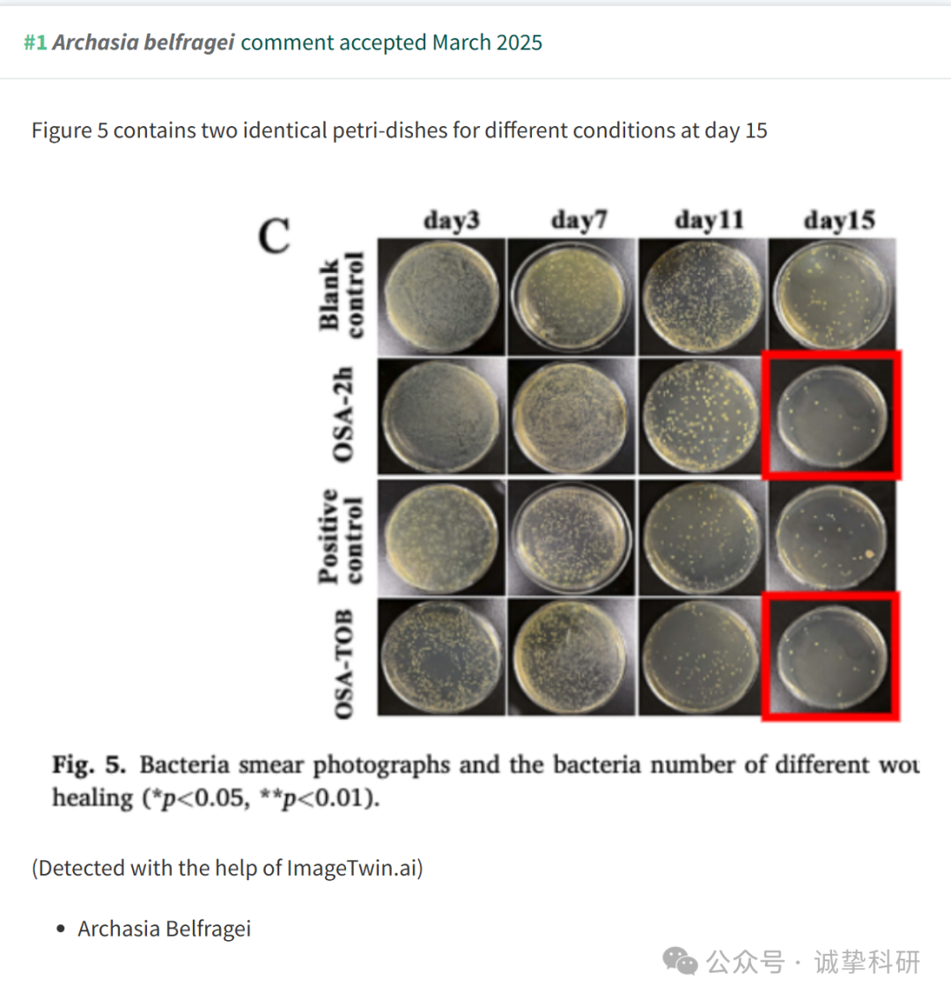 #1 Archasia belfragei comment accepted March 2025
Figure 5 contains two identical petri-dishes for different conditions at day 15
C
day3 day7 day11 day15
Blank control
OSA-2h
Positive control
OSA-TOB
Fig. 5. Bacteria smear photographs and the bacteria number of different wou
healing (*p<0.05, **p<0.01).
(Detected with the help of ImageTwin.ai)
• Archasia Belfragei
公众号 · 诚挚科研